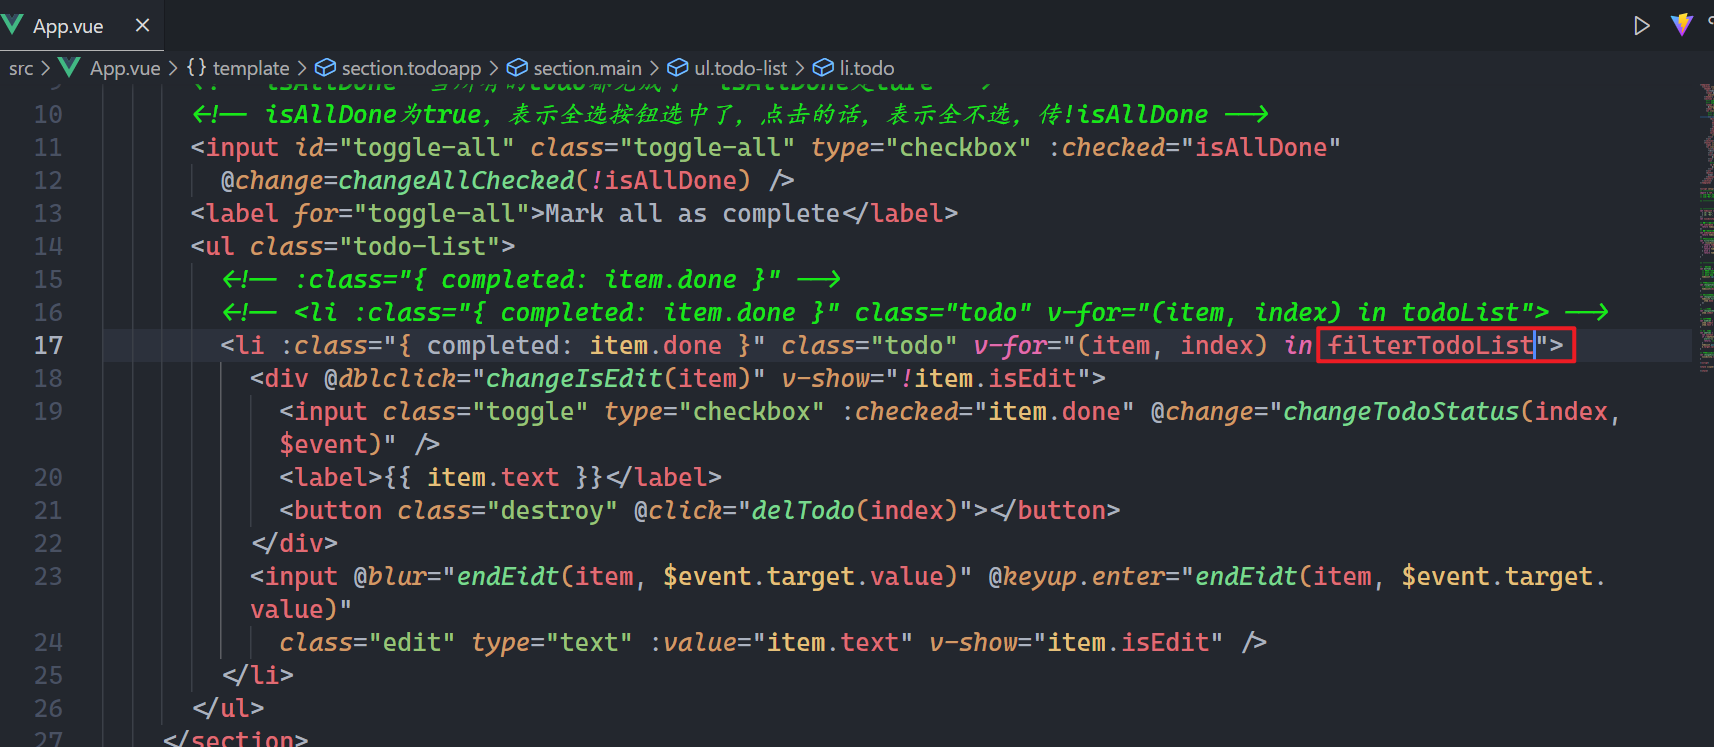 App.vue
src > App.vue > {} template > section.todoapp > section.main > ul.todo-list > li.todo
10 <!-- isAllDone为true，表示全选按钮选中了，点击的话，表示全不选，传!isAllDone -->
11 <input id="toggle-all" class="toggle-all" type="checkbox" :checked="isAllDone"
12 @change=changeAllChecked(!isAllDone) />
13 <label for="toggle-all">Mark all as complete</label>
14 <ul class="todo-list">
15 <!-- :class="{ completed: item.done }" -->
16 <!-- <li :class="{ completed: item.done }" class="todo" v-for="(item, index) in todoList"> -->
17 <li :class="{ completed: item.done }" class="todo" v-for="(item, index) in filterTodoList">
18 <div @dblclick="changeIsEdit(item)" v-show="!item.isEdit">
19 <input class="toggle" type="checkbox" :checked="item.done" @change="changeTodoStatus(index,
$event)" />
20 <label>{{ item.text }}</label>
21 <button class="destroy" @click="delTodo(index)"></button>
22 </div>
23 <input @blur="endEidt(item, $event.target.value)" @keyup.enter="endEidt(item, $event.target.
value)"
24 class="edit" type="text" :value="item.text" v-show="item.isEdit" />
25 </li>
26 </ul>
27 </section>